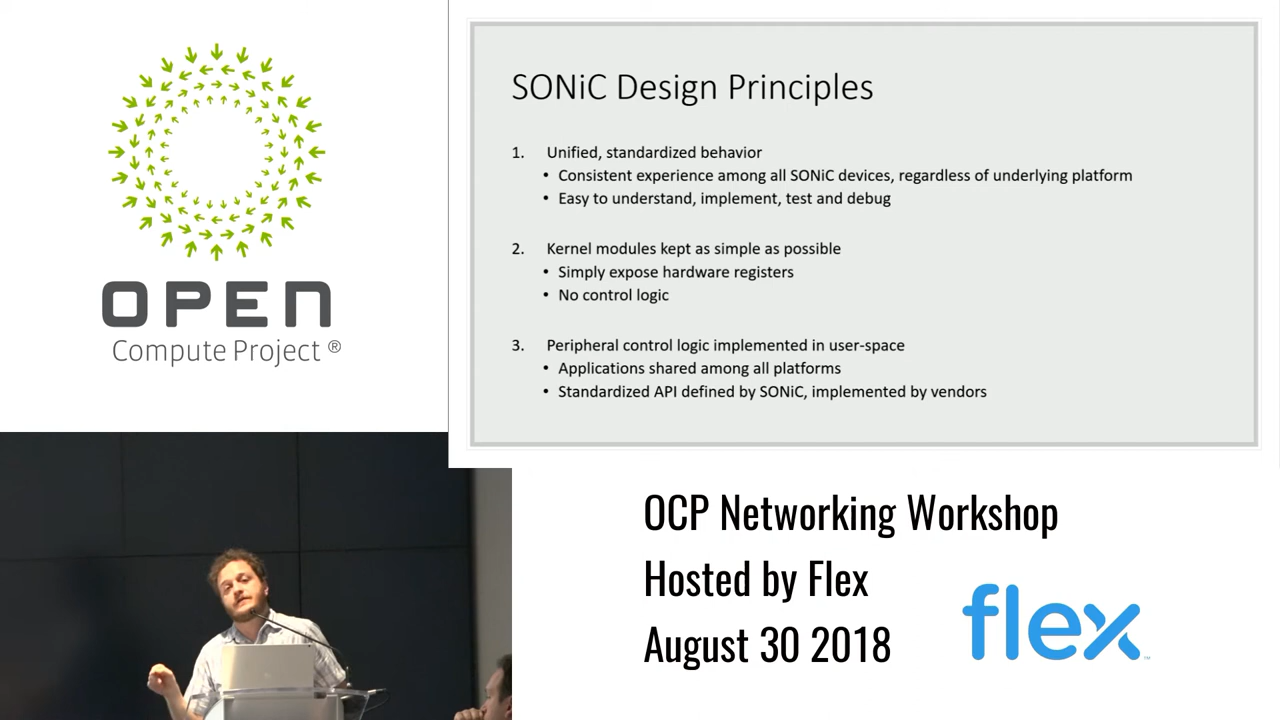 OPEN
Compute Project ®
SONiC Design Principles
1. Unified, standardized behavior
• Consistent experience among all SONiC devices, regardless of underlying platform
• Easy to understand, implement, test and debug
2. Kernel modules kept as simple as possible
• Simply expose hardware registers
• No control logic
3. Peripheral control logic implemented in user-space
• Applications shared among all platforms
• Standardized API defined by SONiC, implemented by vendors
OCP Networking Workshop
Hosted by Flex
August 30 2018
flex